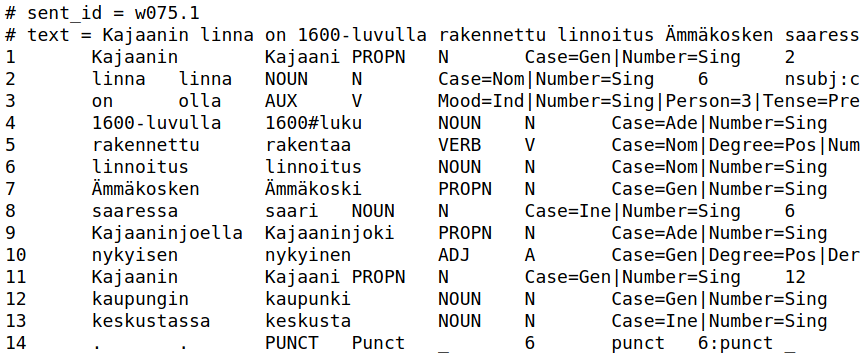 # sent_id = w075.1
# text = Kajaanin linna on 1600-luvulla rakennettu linnoitus Ämmäkosken saaress
1 Kajaanin Kajaani PROPN N Case=Gen|Number=Sing 2
2 linna linna NOUN N Case=Nom|Number=Sing 6 nsubj:c
3 on olla AUX V Mood=Ind|Number=Sing|Person=3|Tense=Pre
4 1600-luvulla 1600#luku NOUN N Case=Ade|Number=Sing
5 rakennettu rakentaa VERB V Case=Nom|Degree=Pos|Num
6 linnoitus linnoitus NOUN N Case=Nom|Number=Sing
7 Ämmäkosken Ämmäkoski PROPN N Case=Gen|Number=Sing
8 saaressa saari NOUN N Case=Ine|Number=Sing 6
9 Kajaaninjoella Kajaaninjoki PROPN N Case=Ade|Number=Sing
10 nykyisen nykyinen ADJ A Case=Gen|Degree=Pos|Der
11 Kajaanin Kajaani PROPN N Case=Gen|Number=Sing 12
12 kaupungin kaupunki NOUN N Case=Gen|Number=Sing
13 keskustassa keskusta NOUN N Case=Ine|Number=Sing
14 . . PUNCT Punct _ 6 punct 6:punct _